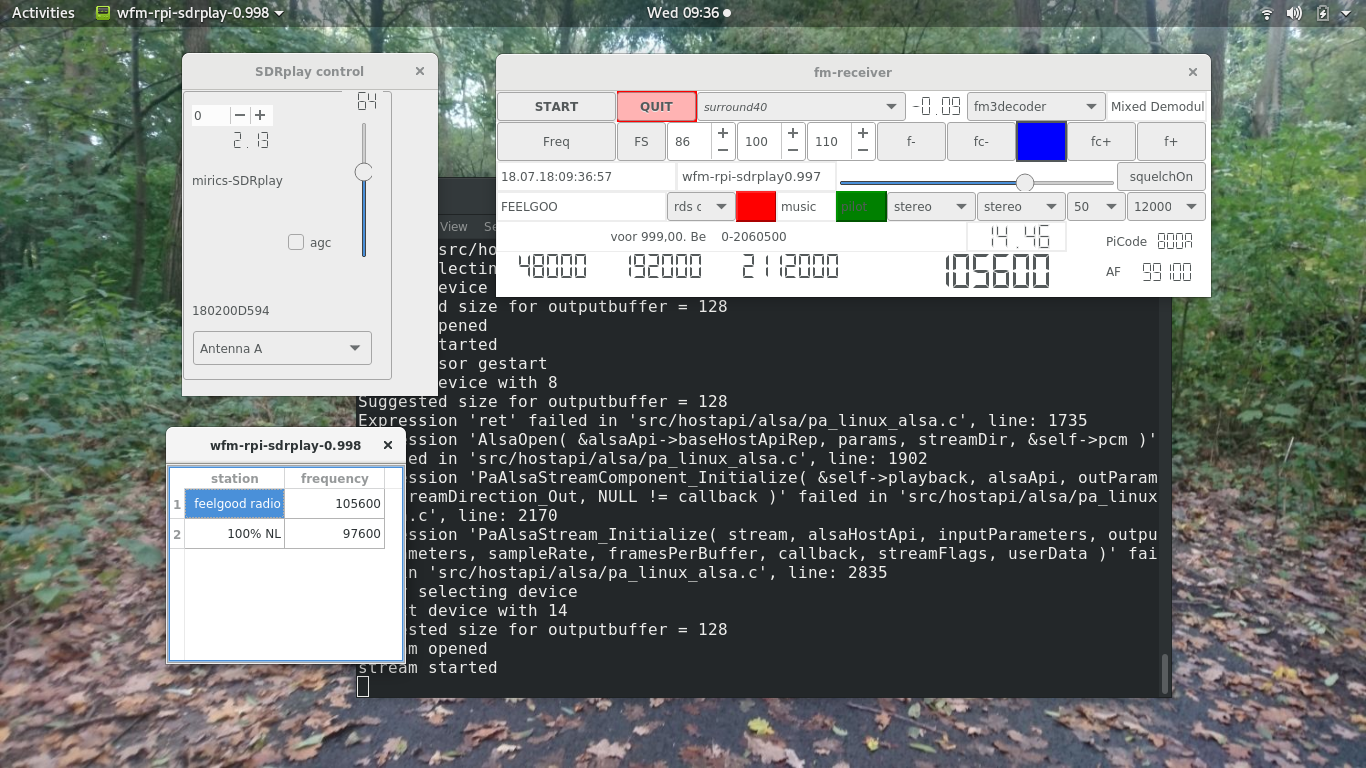 Activities
wfm-rpi-sdrplay-0.998
Wed 09:36
SDRplay control
×
64
0
− +
2.13
mirics-SDRplay
agc
180200D594
Antenna A
fm-receiver
×
START
QUIT
surround40
-0.09
fm3decoder
Mixed Demodul
Freq
FS
86
100
110
f-
fc-
fc+
f+
18.07.18:09:36:57
wfm-rpi-sdrplay0.997
squelchOn
FEELGOO
rds
music
pilot
stereo
stereo
50
12000
voor 999,00. Be 0-2060500
14.46
PiCode
000A
48000
192000
2112000
105600
AF
99100
wfm-rpi-sdrplay-0.998
×
station frequency
1 feelgood radio 105600
2 100% NL 97600
View
src/hos
electin
evice
d size for outputbuffer = 128
pened
tarted
sor gestart
evice with 8
Suggested size for outputbuffer = 128
Expression 'ret' failed in 'src/hostapi/alsa/pa_linux_alsa.c', line: 1735
ession 'AlsaOpen( &alsaApi->baseHostApiRep, params, streamDir, &self->pcm )'
ed in 'src/hostapi/alsa/pa_linux_alsa.c', line: 1902
ession 'PaAlsaStreamComponent_Initialize( &self->playback, alsaApi, outParam
reamDirection_Out, NULL != callback )' failed in 'src/hostapi/alsa/pa_linux
.c', line: 2170
ession 'PaAlsaStream_Initialize( stream, alsaHostApi, inputParameters, outpu
meters, sampleRate, framesPerBuffer, callback, streamFlags, userData )' fai
in 'src/hostapi/alsa/pa_linux_alsa.c', line: 2835
selecting device
t device with 14
ested size for outputbuffer = 128
m opened
stream started